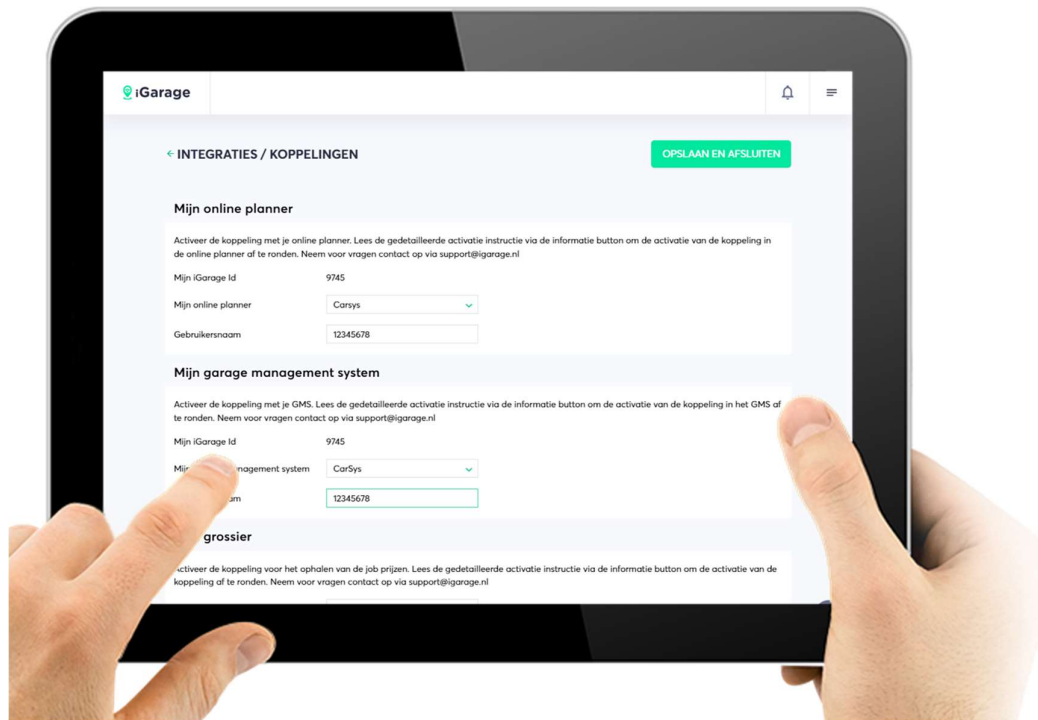 iGarage
← INTEGRATIES / KOPPELINGEN
OPSLAAN EN AFSLUITEN
Mijn online planner
Activeer de koppeling met je online planner. Lees de gedetailleerde activatie instructie via de informatie button om de activatie van de koppeling in
de online planner af te ronden. Neem voor vragen contact op via support@igarage.nl
Mijn iGarage Id 9745
Mijn online planner Carsys
Gebruikersnaam 12345678
Mijn garage management system
Activeer de koppeling met je GMS. Lees de gedetailleerde activatie instructie via de informatie button om de activatie van de koppeling in het GMS af
te ronden. Neem voor vragen contact op via support@igarage.nl
Mijn iGarage Id 9745
system CarSys
12345678
grossier
Activeer de koppeling voor het ophalen van de job prijzen. Lees de gedetailleerde activatie instructie via de informatie button om de activatie van de
koppeling af te ronden. Neem voor vragen contact op via support@igarage.nl